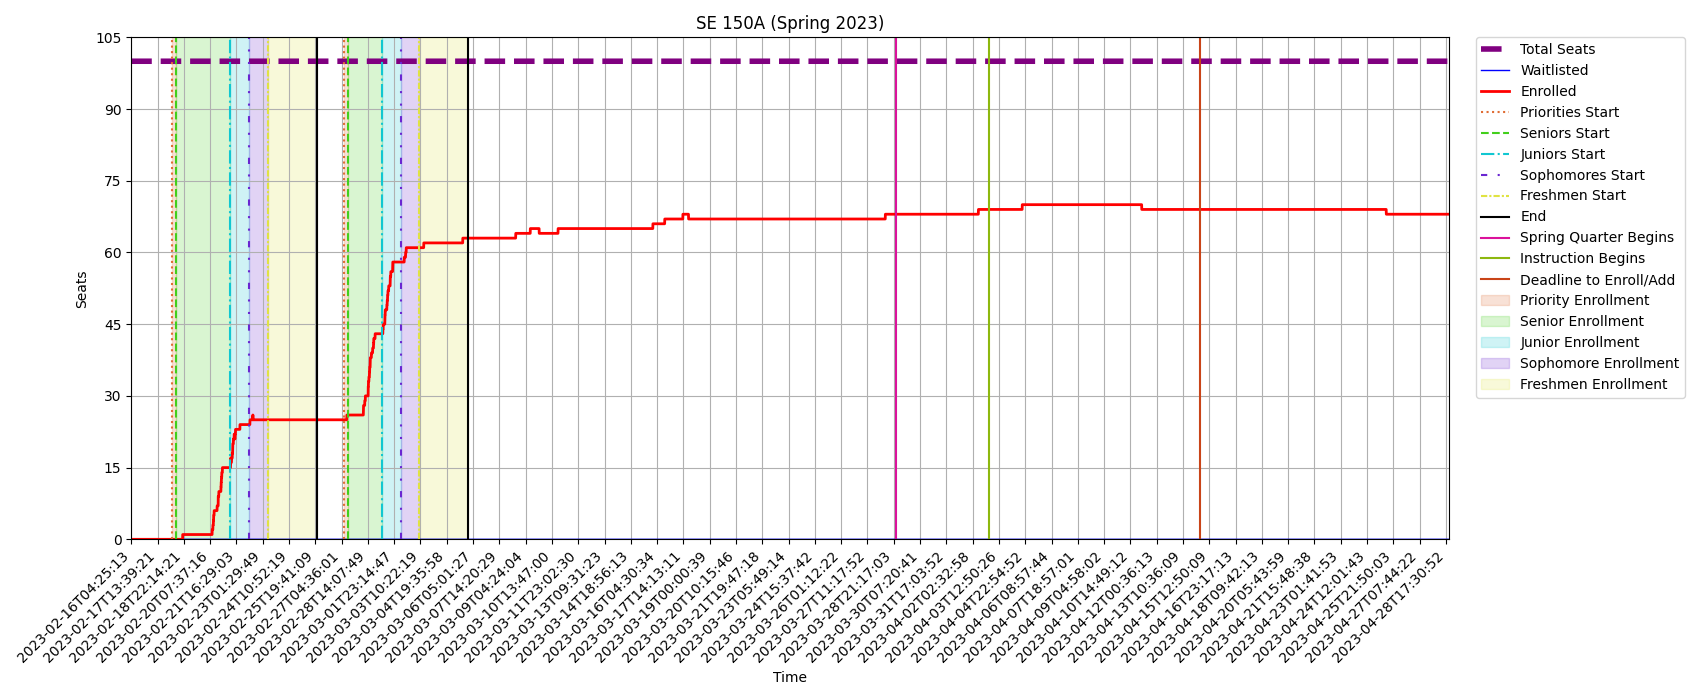 SE 150A (Spring 2023)
105
90
75
60
45
30
15
0
Seats
2023-02-16T04:25:13
2023-02-17T13:39:21
2023-02-18T22:14:21
2023-02-20T07:37:16
2023-02-21T16:29:03
2023-02-23T01:29:49
2023-02-24T10:52:19
2023-02-25T19:41:09
2023-02-27T04:36:01
2023-02-28T14:07:49
2023-03-01T23:14:47
2023-03-03T10:22:19
2023-03-04T19:35:58
2023-03-06T05:01:27
2023-03-07T14:20:29
2023-03-09T04:24:04
2023-03-10T13:47:00
2023-03-11T23:02:30
2023-03-13T09:31:23
2023-03-14T18:56:13
2023-03-16T04:30:34
2023-03-17T14:13:11
2023-03-19T00:00:39
2023-03-20T10:15:46
2023-03-21T19:47:18
2023-03-23T05:49:14
2023-03-24T15:37:42
2023-03-26T01:12:22
2023-03-27T11:17:52
2023-03-28T21:17:03
2023-03-30T07:20:41
2023-03-31T17:03:52
2023-04-02T02:32:58
2023-04-03T12:50:26
2023-04-04T22:54:52
2023-04-06T08:57:44
2023-04-07T18:57:01
2023-04-09T04:58:02
2023-04-10T14:49:12
2023-04-12T00:36:13
2023-04-13T10:36:09
2023-04-15T12:50:09
2023-04-16T23:17:13
2023-04-18T09:42:13
2023-04-20T05:43:59
2023-04-21T15:48:38
2023-04-23T01:41:53
2023-04-24T12:01:43
2023-04-25T21:50:03
2023-04-27T07:44:22
2023-04-28T17:30:52
Time
Total Seats
Waitlisted
Enrolled
Priorities Start
Seniors Start
Juniors Start
Sophomores Start
Freshmen Start
End
Spring Quarter Begins
Instruction Begins
Deadline to Enroll/Add
Priority Enrollment
Senior Enrollment
Junior Enrollment
Sophomore Enrollment
Freshmen Enrollment